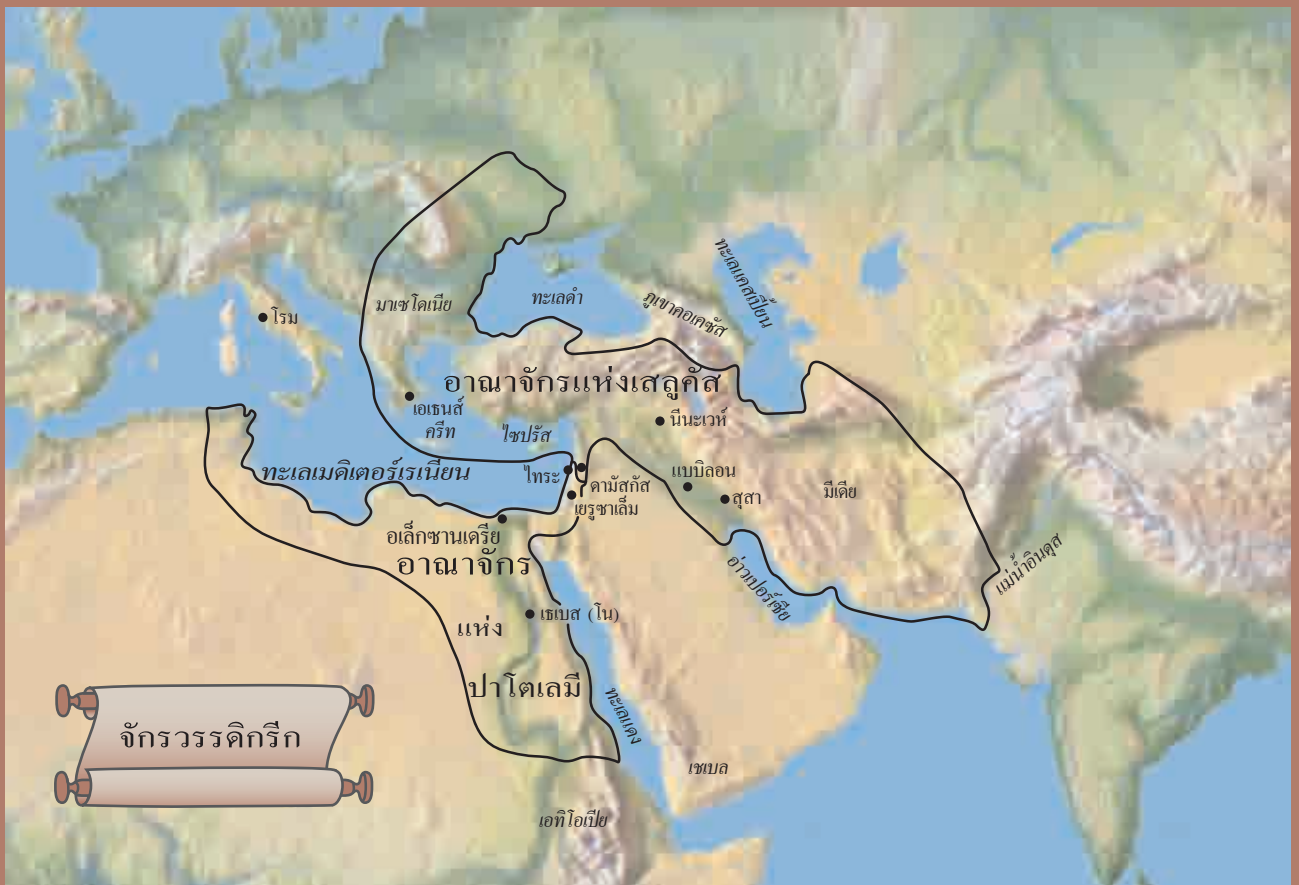 ทะเลแคสเปียน
มาเซโดเนีย
ทะเลดำ
ภูเขาคอเคซัส
โรม
อาณาจักรแห่งเสลูคัส
เอเธนส์
ครีท
นีนะเวห์
ไซปรัส
ทะเลเมดิเตอร์เรเนียน
ไทระ
ดามัสกัส
แบบิลอน
มีเดีย
เยรูซาเล็ม
สุสา
อเล็กซานเดรีย
แม่น้ำอินดุส
อาณาจักร
อ่าวเปอร์เซีย
แห่ง
เธเบส (โน)
ปาโตเลมี
ทะเลแดง
จักรวรรดิกรีก
เชเบล
เอทิโอเปีย